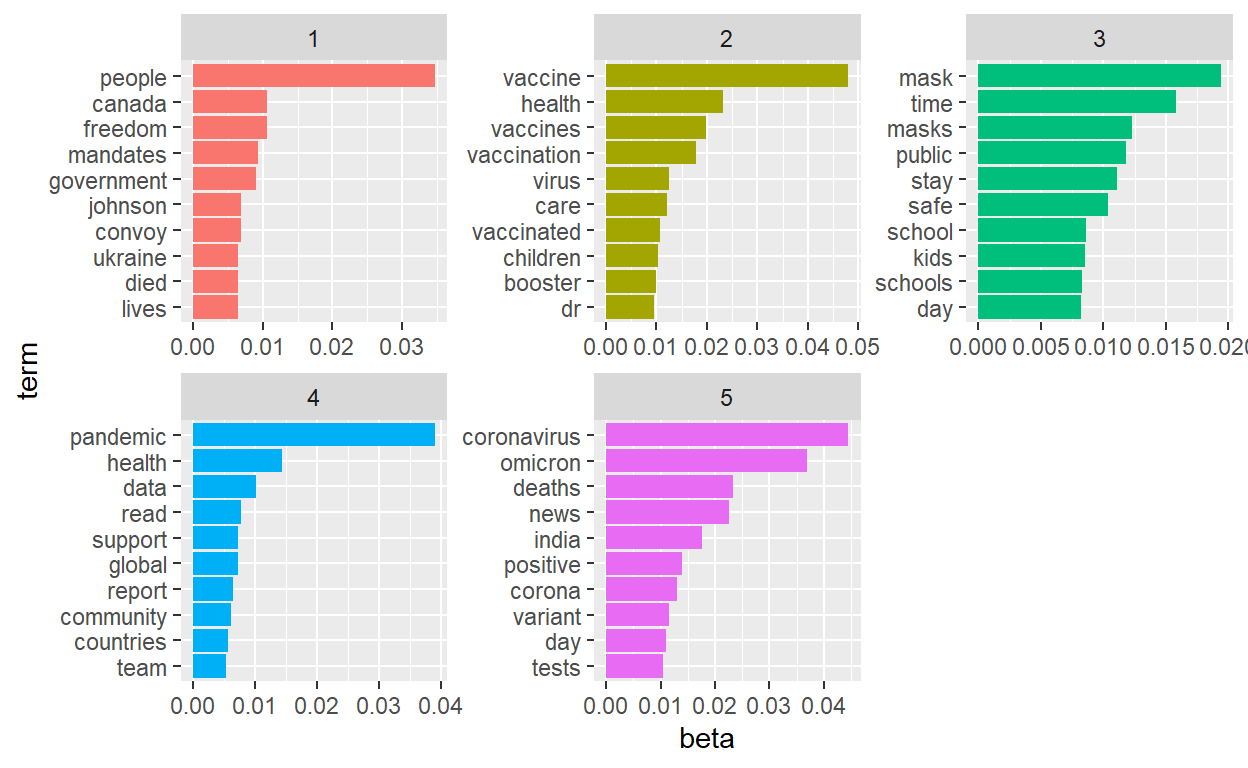 1
people
canada
freedom
mandates
government
johnson
convoy
ukraine
died
lives
0.00 0.01 0.02 0.03
2
vaccine
health
vaccines
vaccination
virus
care
vaccinated
children
booster
dr
0.00 0.01 0.02 0.03 0.04 0.05
3
mask
time
masks
public
stay
safe
school
kids
schools
day
0.000 0.005 0.010 0.015 0.020
term
4
pandemic
health
data
read
support
global
report
community
countries
team
0.00 0.01 0.02 0.03 0.04
5
coronavirus
omicron
deaths
news
india
positive
corona
variant
day
tests
0.00 0.01 0.02 0.03 0.04
beta